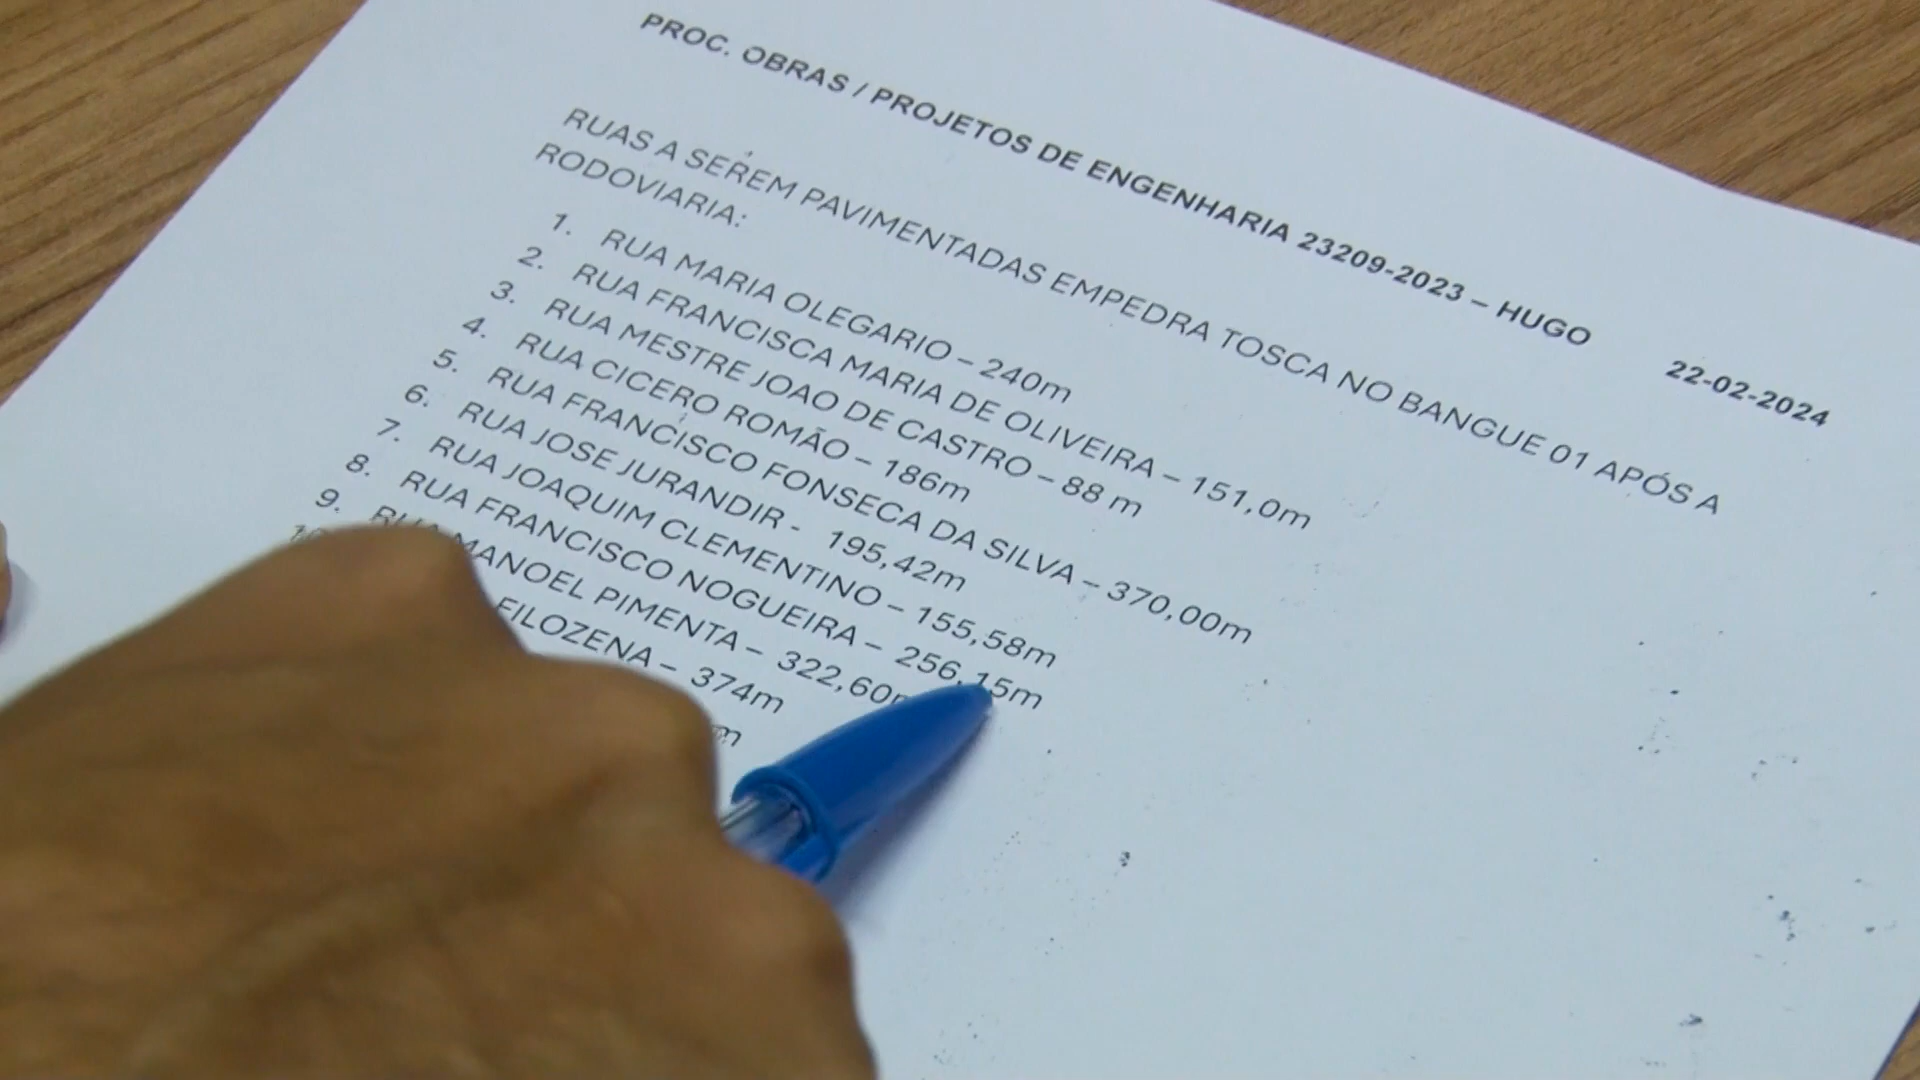 PROC. OBRAS / PROJETOS DE ENGENHARIA 23209-2023 – HUGO 22-02-2024
RUAS A SEREM PAVIMENTADAS EMPEDRA TOSCA NO BANGUE 01 APÓS A
RODOVIARIA:
1. RUA MARIA OLEGARIO – 240m
2. RUA FRANCISCA MARIA DE OLIVEIRA – 151,0m
3. RUA MESTRE JOAO DE CASTRO – 88 m
4. RUA CICERO ROMÃO – 186m
5. RUA FRANCISCO FONSECA DA SILVA – 370,00m
6. RUA JOSE JURANDIR - 195,42m
7. RUA JOAQUIM CLEMENTINO – 155,58m
8. RUA FRANCISCO NOGUEIRA – 256,15m
9. RUA MANOEL PIMENTA – 322,60m
FILOZENA – 374m
m